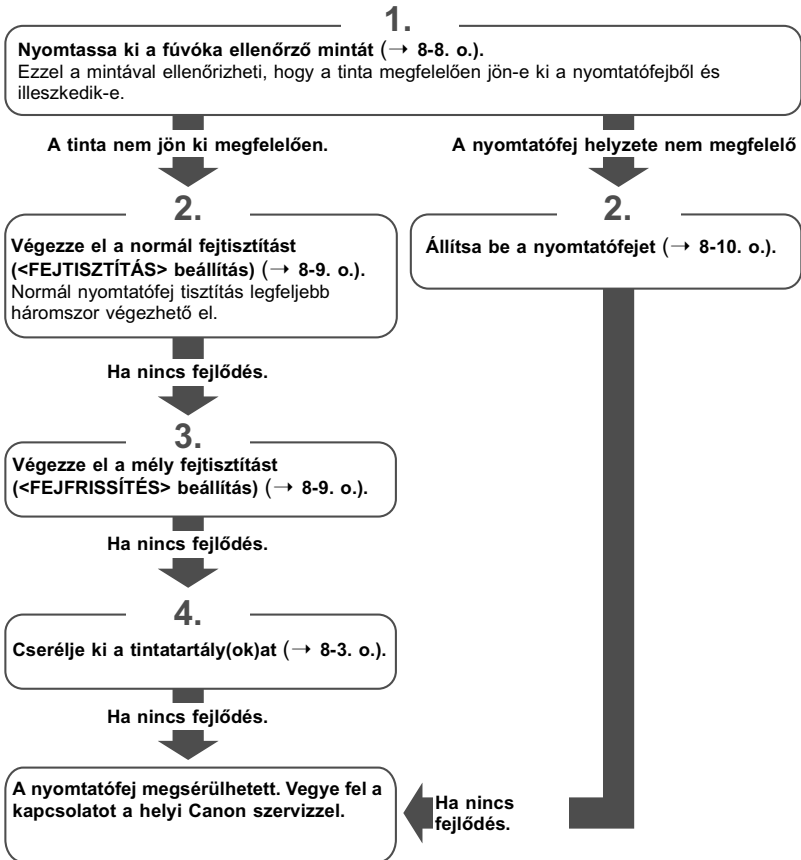 1.
Nyomtassa ki a fúvóka ellenőrző mintát (→ 8-8. o.).
Ezzel a mintával ellenőrizheti, hogy a tinta megfelelően jön-e ki a nyomtatófejből és
illeszkedik-e.
A tinta nem jön ki megfelelően.
A nyomtatófej helyzete nem megfelelő
2.
Végezze el a normál fejtisztítást
(<FEJTISZTÍTÁS> beállítás) (→ 8-9. o.).
Normál nyomtatófej tisztítás legfeljebb
háromszor végezhető el.
2.
Állítsa be a nyomtatófejet (→ 8-10. o.).
Ha nincs fejlődés.
3.
Végezze el a mély fejtisztítást
(<FEJFRISSÍTÉS> beállítás) (→ 8-9. o.).
Ha nincs fejlődés.
4.
Cserélje ki a tintatartály(ok)at (→ 8-3. o.).
Ha nincs fejlődés.
A nyomtatófej megsérülhetett. Vegye fel a
kapcsolatot a helyi Canon szervizzel.
Ha nincs
fejlődés.